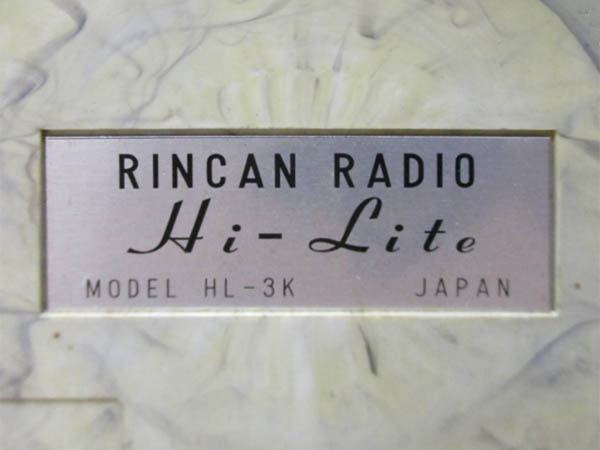 RINCAN RADIO
Hi-Lite
MODEL HL-3K JAPAN